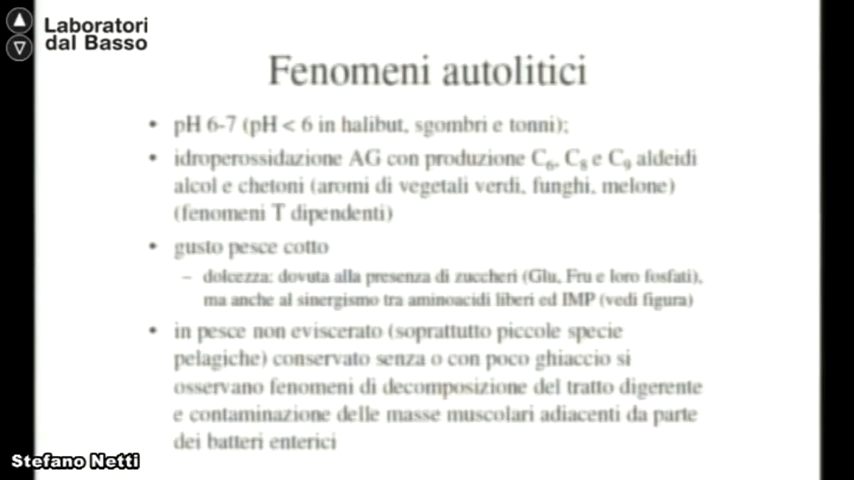 Laboratori
dal Basso
Fenomeni autolitici
• pH 6-7 (pH < 6 in halibut, sgombri e tonni);
• idroperossidazione AG con produzione C6, C8 e C9 aldeidi
alcol e chetoni (aromi di vegetali verdi, funghi, melone)
(fenomeni T dipendenti)
• gusto pesce cotto
– dolcezza: dovuta alla presenza di zuccheri (Glu, Fru e loro fosfati),
ma anche al sinergismo tra aminoacidi liberi ed IMP (vedi figura)
• in pesce non eviscerato (soprattutto piccole specie
pelagiche) conservato senza o con poco ghiaccio si
osservano fenomeni di decomposizione del tratto digerente
e contaminazione delle masse muscolari adiacenti da parte
dei batteri enterici
Stefano Netti